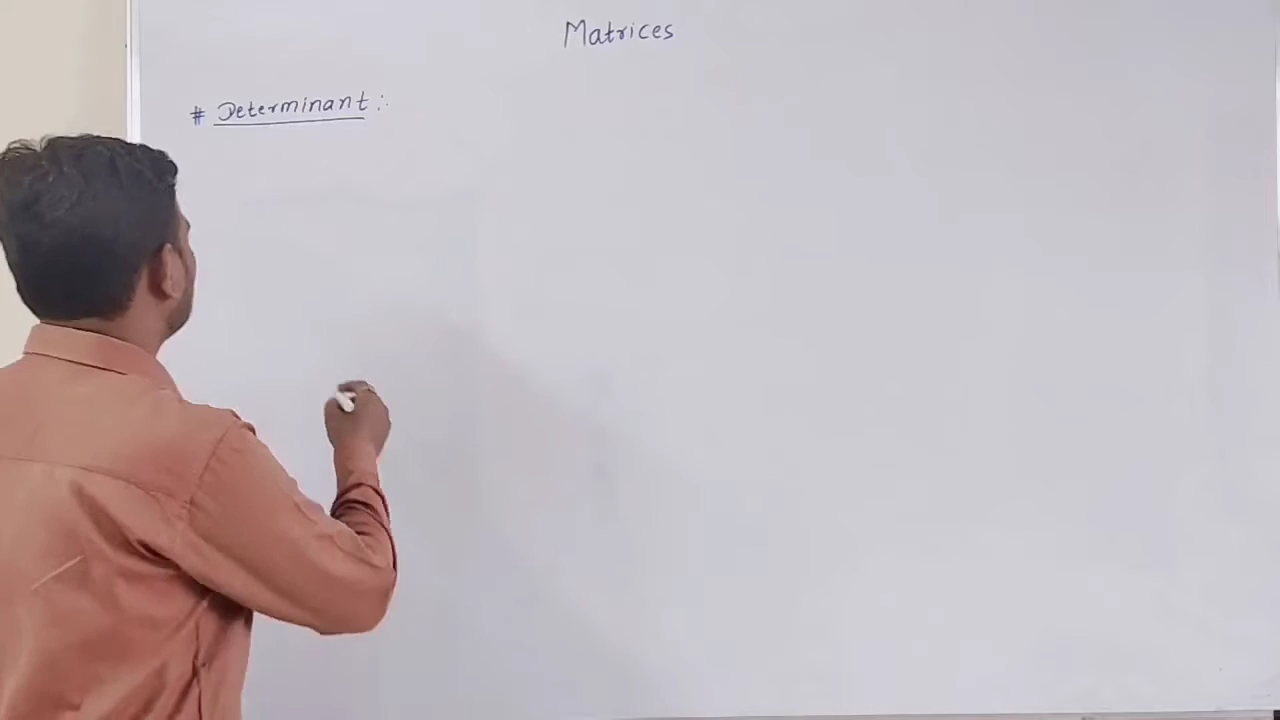 Matrices
# Determinant :-